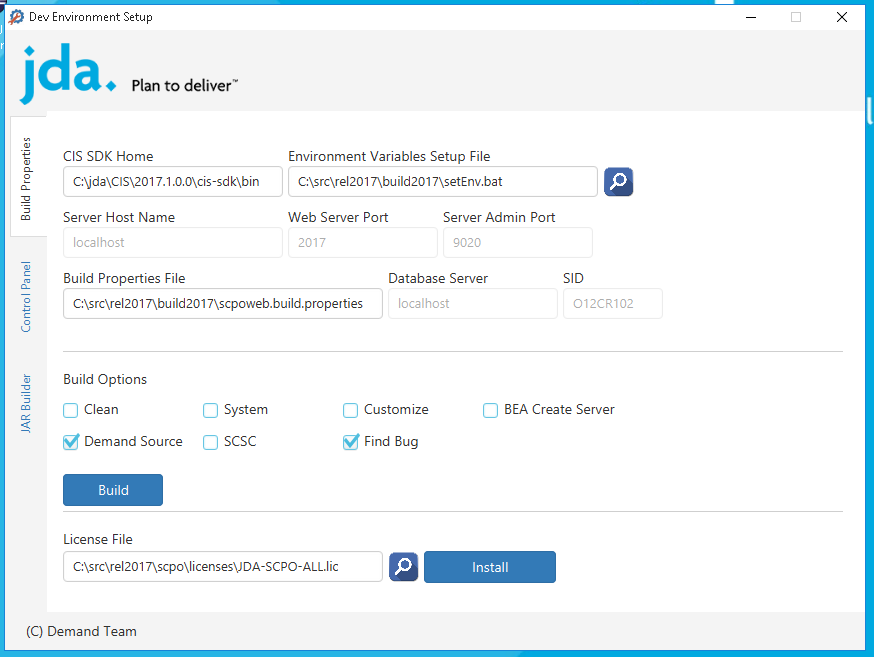 Dev Environment Setup
jda.
Plan to deliver™
Build Properties
Control Panel
JAR Builder
CIS SDK Home Environment Variables Setup File
C:\jda\CIS\2017.1.0.0\cis-sdk\bin C:\src\rel2017\build2017\setEnv.bat
Server Host Name Web Server Port Server Admin Port
localhost 2017 9020
Build Properties File Database Server SID
C:\src\rel2017\build2017\scpoweb.build.properties localhost O12CR102
Build Options
Clean System Customize BEA Create Server
Demand Source SCSC Find Bug
Build
License File
C:\src\rel2017\scpo\licenses\JDA-SCPO-ALL.lic Install
(C) Demand Team